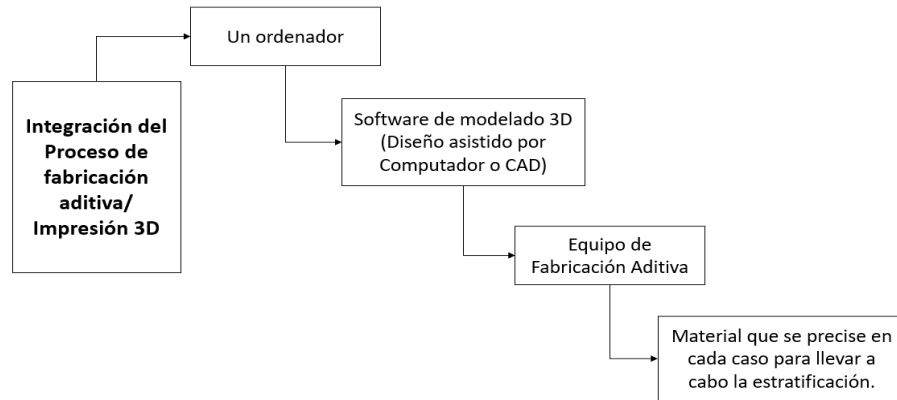 Un ordenador
Integración del
Proceso de
fabricación
aditiva/
Impresión 3D
Software de modelado 3D
(Diseño asistido por
Computador o CAD)
Equipo de
Fabricación Aditiva
Material que se precise en
cada caso para llevar a
cabo la estratificación.